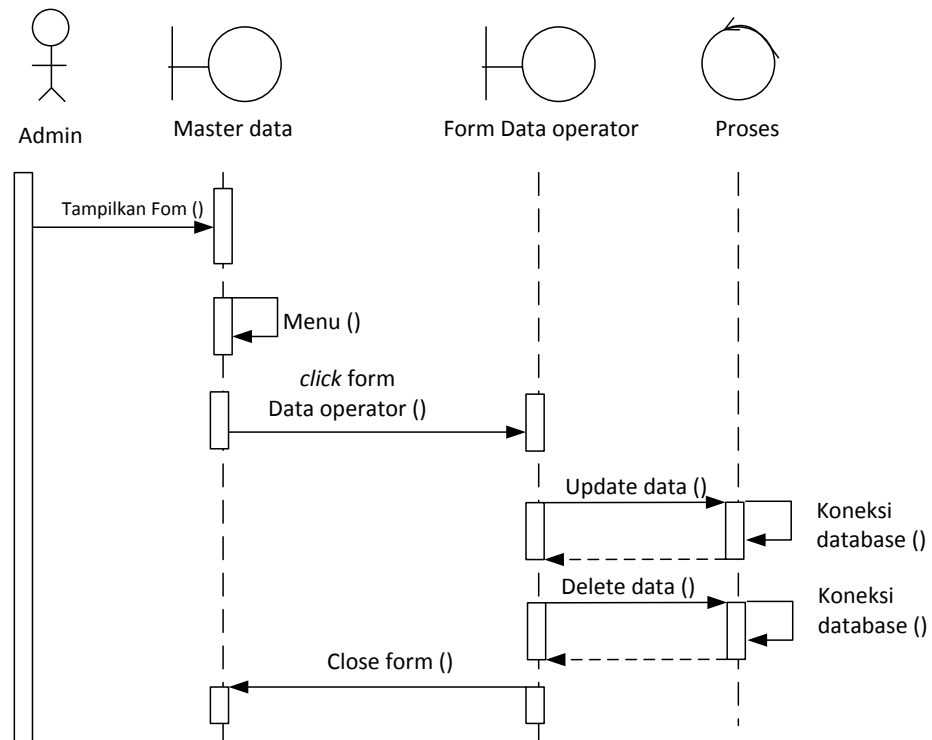 Admin
Master data
Form Data operator
Proses
Tampilkan Fom ()
Menu ()
click form
Data operator ()
Update data ()
Koneksi
database ()
Delete data ()
Koneksi
database ()
Close form ()